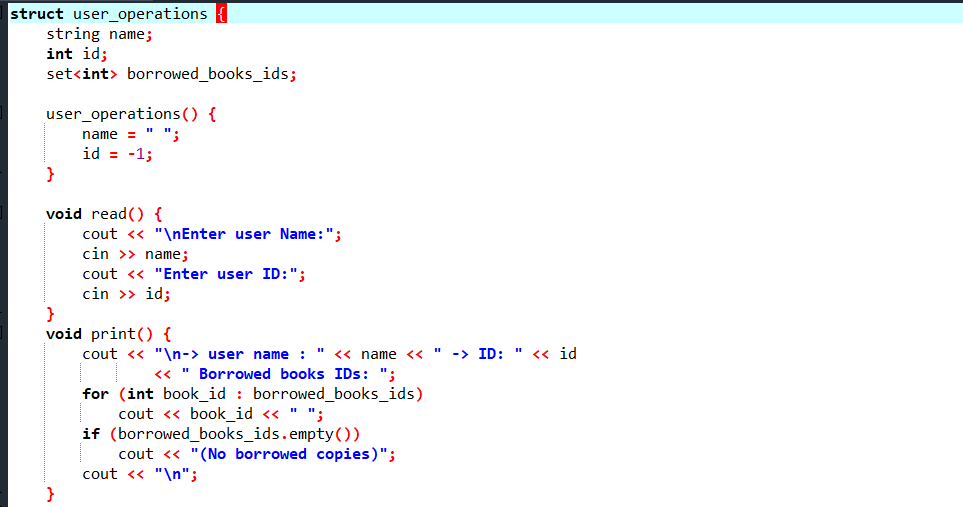 struct user_operations {
    string name;
    int id;
    set<int> borrowed_books_ids;

    user_operations() {
        name = " ";
        id = -1;
    }

    void read() {
        cout << "\nEnter user Name:";
        cin >> name;
        cout << "Enter user ID:";
        cin >> id;
    }
    void print() {
        cout << "\n-> user name : " << name << " -> ID: " << id
                << " Borrowed books IDs: ";
        for (int book_id : borrowed_books_ids)
            cout << book_id << " ";
        if (borrowed_books_ids.empty())
            cout << "(No borrowed copies)";
        cout << "\n";
    }